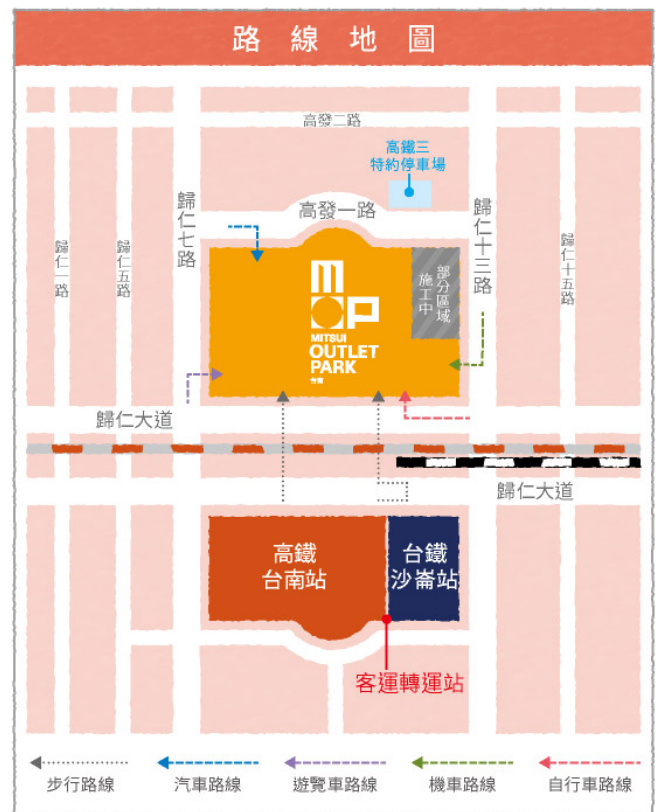 路線地圖
高發二路
高鐵三
特約停車場
高發一路
歸仁一路
歸仁五路
歸仁七路
歸仁十三路
歸仁十五路
部分區域
施工中
MOP
MITSUI
OUTLET
PARK
台南
歸仁大道
歸仁大道
高鐵
台南站
台鐵
沙崙站
客運轉運站
步行路線
汽車路線
遊覽車路線
機車路線
自行車路線